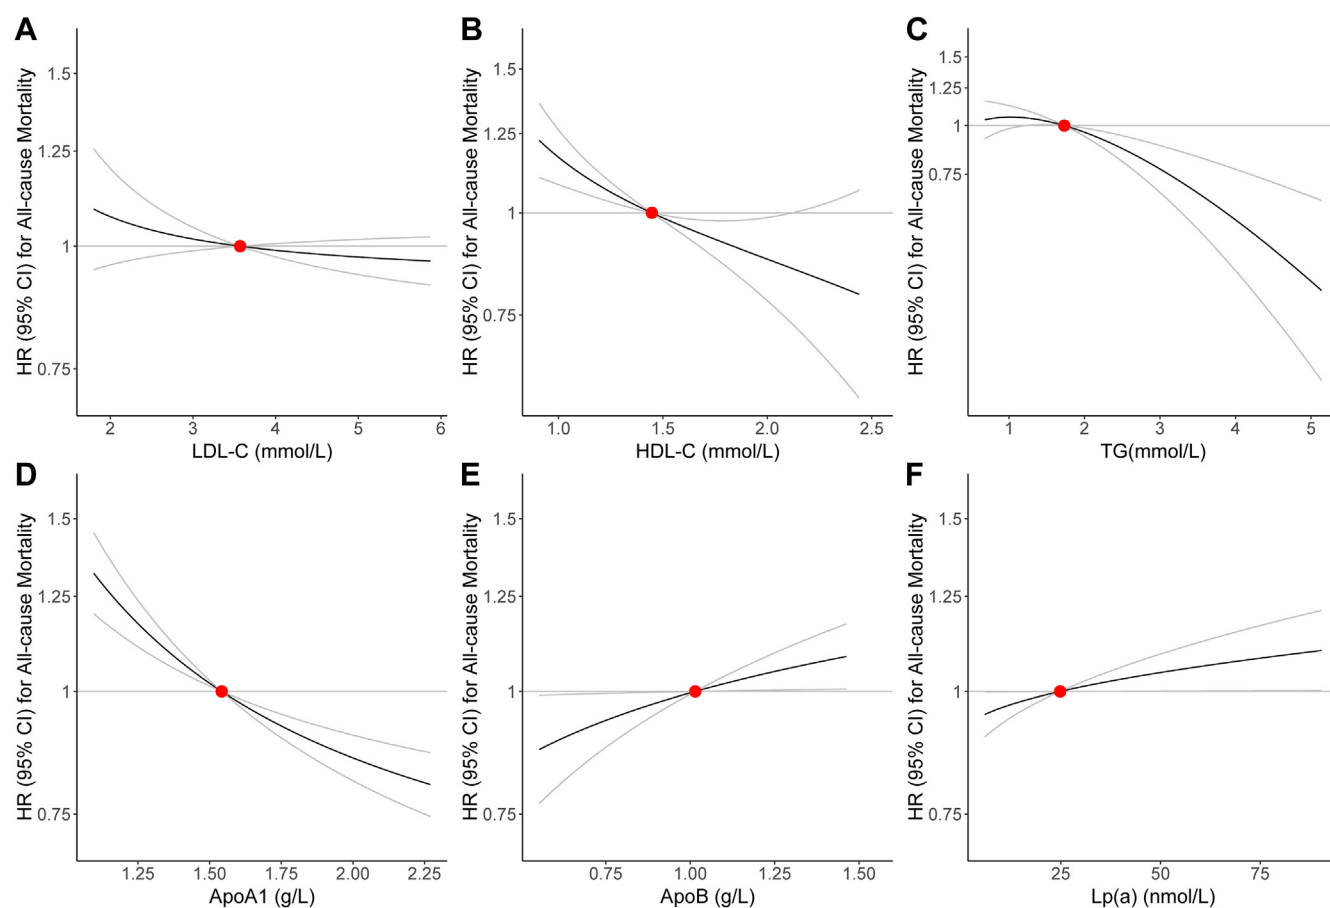 A
HR (95% CI) for All-cause Mortality
1.5
1.25
1
0.75
2 3 4 5 6
LDL-C (mmol/L)
B
HR (95% CI) for All-cause Mortality
1.5
1.25
1
0.75
1.0 1.5 2.0 2.5
HDL-C (mmol/L)
C
HR (95% CI) for All-cause Mortality
1.5
1.25
1
0.75
1 2 3 4 5
TG(mmol/L)
D
HR (95% CI) for All-cause Mortality
1.5
1.25
1
0.75
1.25 1.50 1.75 2.00 2.25
ApoA1 (g/L)
E
HR (95% CI) for All-cause Mortality
1.5
1.25
1
0.75
0.75 1.00 1.25 1.50
ApoB (g/L)
F
HR (95% CI) for All-cause Mortality
1.5
1.25
1
0.75
25 50 75
Lp(a) (nmol/L)